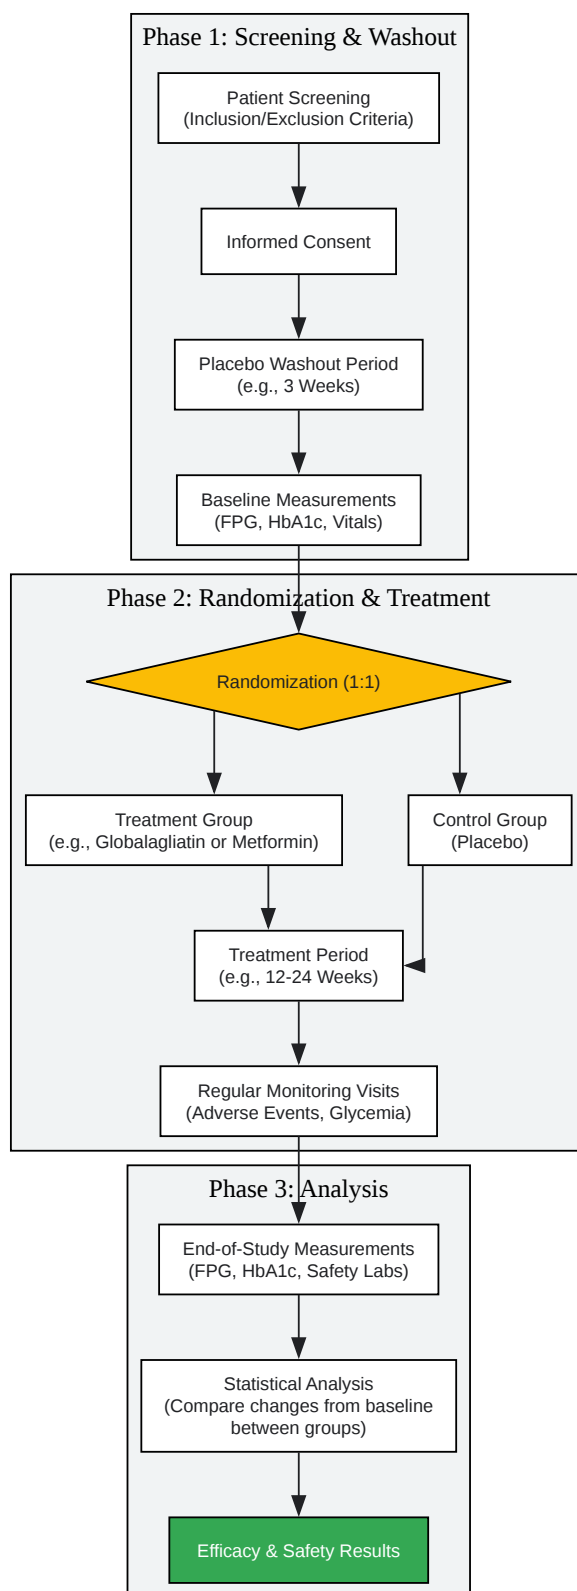 Phase 1: Screening & Washout
Patient Screening
(Inclusion/Exclusion Criteria)
Informed Consent
Placebo Washout Period
(e.g., 3 Weeks)
Baseline Measurements
(FPG, HbA1c, Vitals)
Phase 2: Randomization & Treatment
Randomization (1:1)
Treatment Group
(e.g., Globalagliatin or Metformin)
Control Group
(Placebo)
Treatment Period
(e.g., 12-24 Weeks)
Regular Monitoring Visits
(Adverse Events, Glycemia)
Phase 3: Analysis
End-of-Study Measurements
(FPG, HbA1c, Safety Labs)
Statistical Analysis
(Compare changes from baseline
between groups)
Efficacy & Safety Results